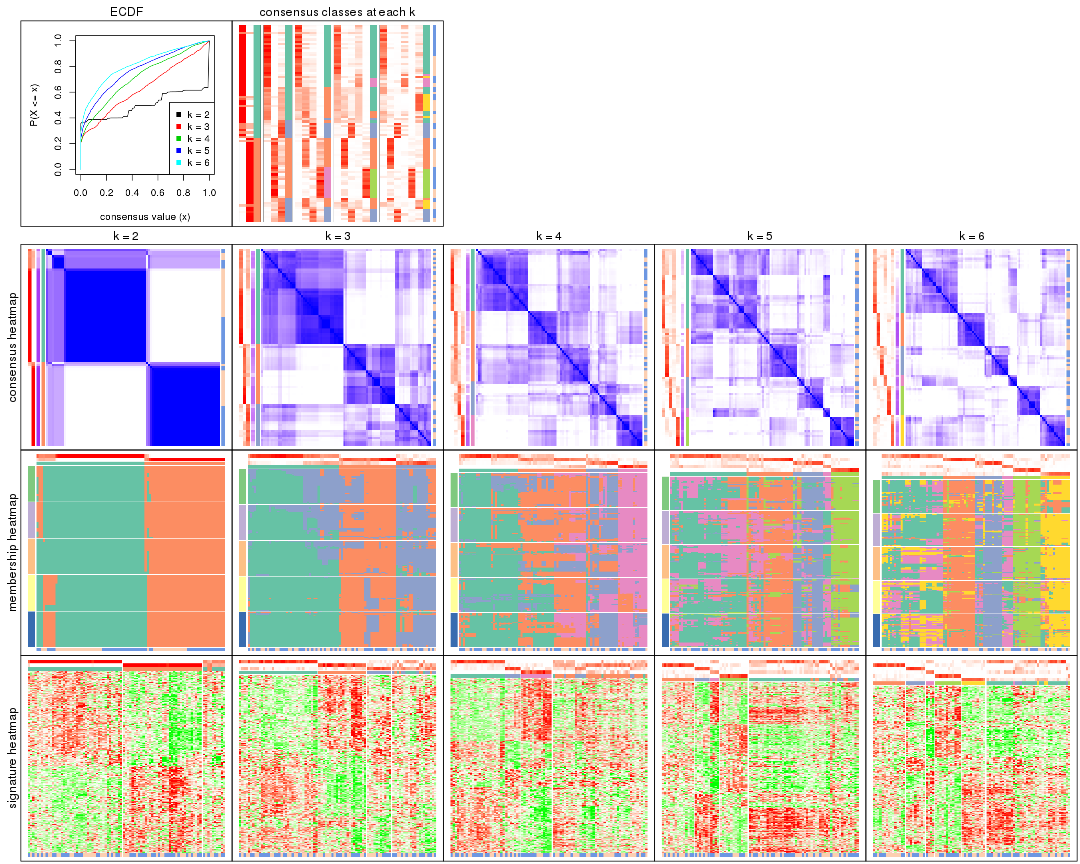 ECDF
consensus classes at each k
P(X <= x)
0.0 0.2 0.4 0.6 0.8 1.0
k = 2
k = 3
k = 4
k = 5
k = 6
0.0 0.2 0.4 0.6 0.8 1.0
consensus value (x)
k = 2
k = 3
k = 4
k = 5
k = 6
consensus heatmap
membership heatmap
signature heatmap